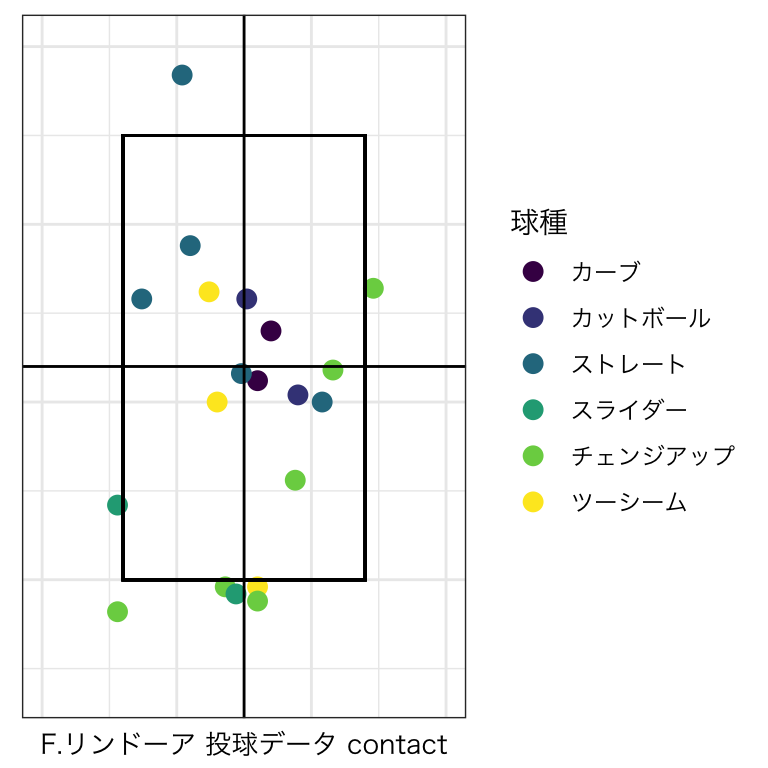 球種
カーブ
カットボール
ストレート
スライダー
チェンジアップ
ツーシーム
F.リンドーア 投球データ contact